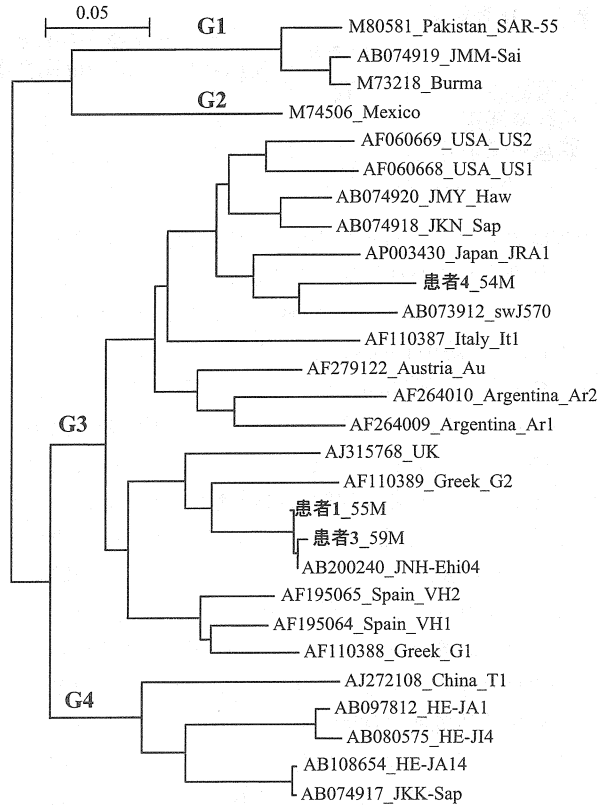 0.05
G1
M80581_Pakistan_SAR-55
AB074919_JMM-Sai
M73218_Burma
G2
M74506_Mexico
AF060669_USA_US2
AF060668_USA_US1
AB074920_JMY_Haw
AB074918_JKN_Sap
AP003430_Japan_JRA1
患者4_54M
AB073912_swJ570
AF110387_Italy_It1
AF279122_Austria_Au
AF264010_Argentina_Ar2
G3
AF264009_Argentina_Ar1
AJ315768_UK
AF110389_Greek_G2
患者1_55M
患者3_59M
AB200240_JNH-Ehi04
AF195065_Spain_VH2
AF195064_Spain_VH1
AF110388_Greek_G1
G4
AJ272108_China_T1
AB097812_HE-JA1
AB080575_HE-JI4
AB108654_HE-JA14
AB074917_JKK-Sap